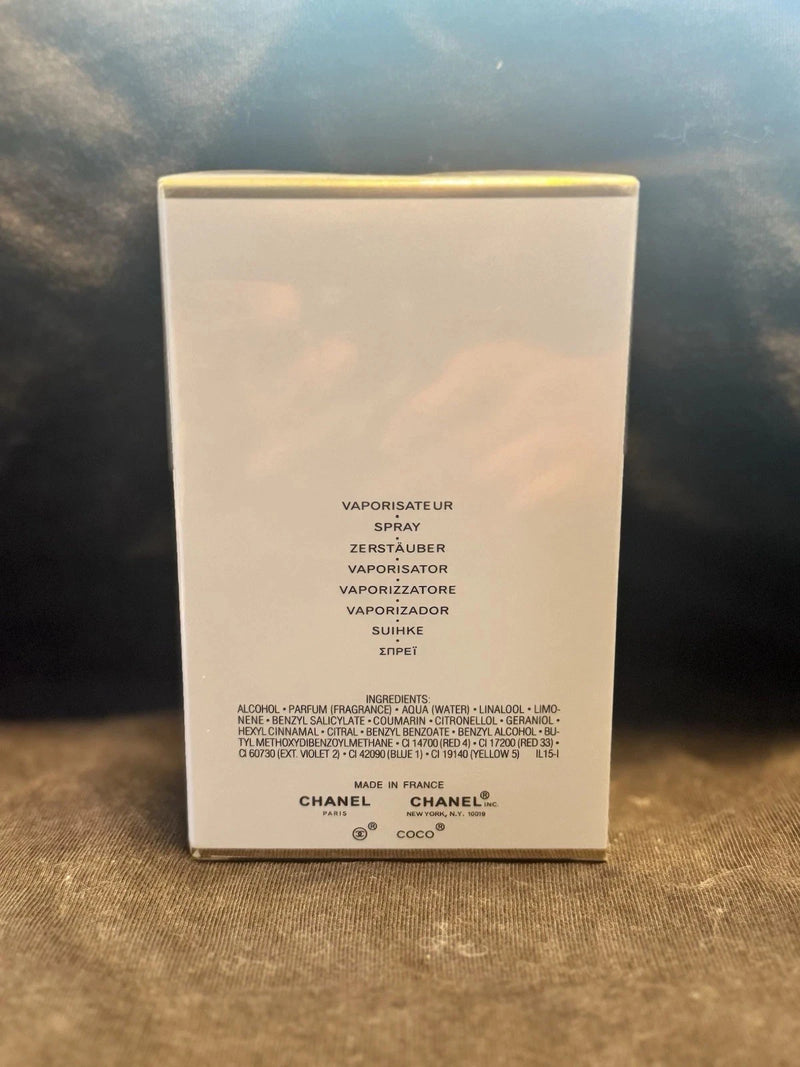 VAPORISATEUR
•
SPRAY
•
ZERSTÄUBER
•
VAPORISATOR
•
VAPORIZZATORE
•
VAPORIZADOR
•
SUIHKE
•
ΣΠΡΕΪ
INGREDIENTS:
ALCOHOL • PARFUM (FRAGRANCE) • AQUA (WATER) • LINALOOL • LIMO-
NENE • BENZYL SALICYLATE • COUMARIN • CITRONELLOL • GERANIOL •
HEXYL CINNAMAL • CITRAL • BENZYL BENZOATE • BENZYL ALCOHOL • BU-
TYL METHOXYDIBENZOYLMETHANE • CI 14700 (RED 4) • CI 17200 (RED 33) •
CI 60730 (EXT. VIOLET 2) • CI 42090 (BLUE 1) • CI 19140 (YELLOW 5) IL15-I
MADE IN FRANCE
CHANEL CHANEL® INC.
PARIS NEW YORK, N.Y. 10019
® COCO®